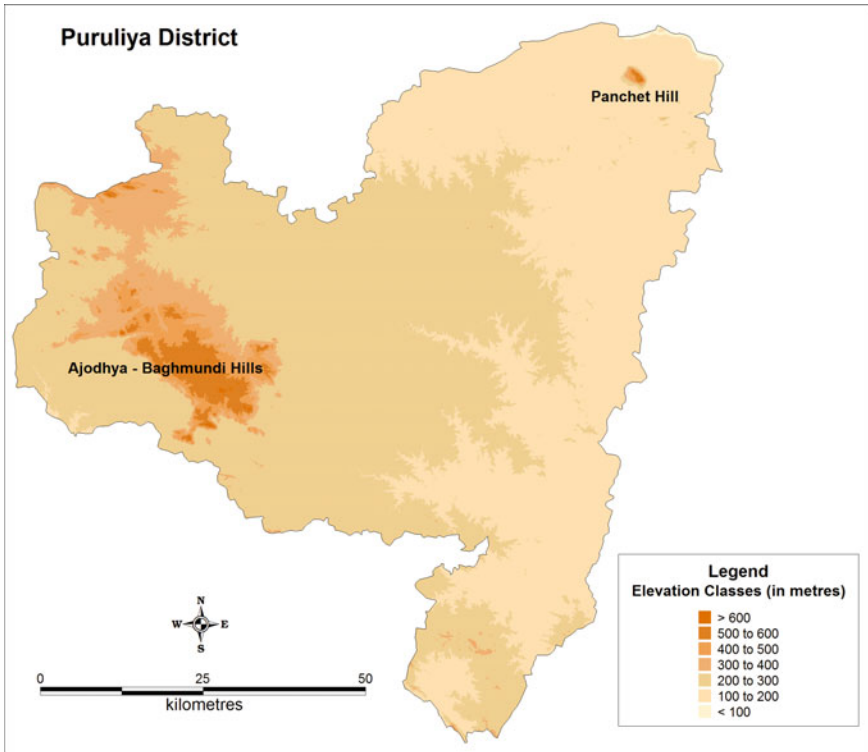 Puruliya District
Panchet Hill
Ajodhya - Baghmundi Hills
N
W E
S
0 25 50
kilometres
Legend
Elevation Classes (in metres)
> 600
500 to 600
400 to 500
300 to 400
200 to 300
100 to 200
< 100